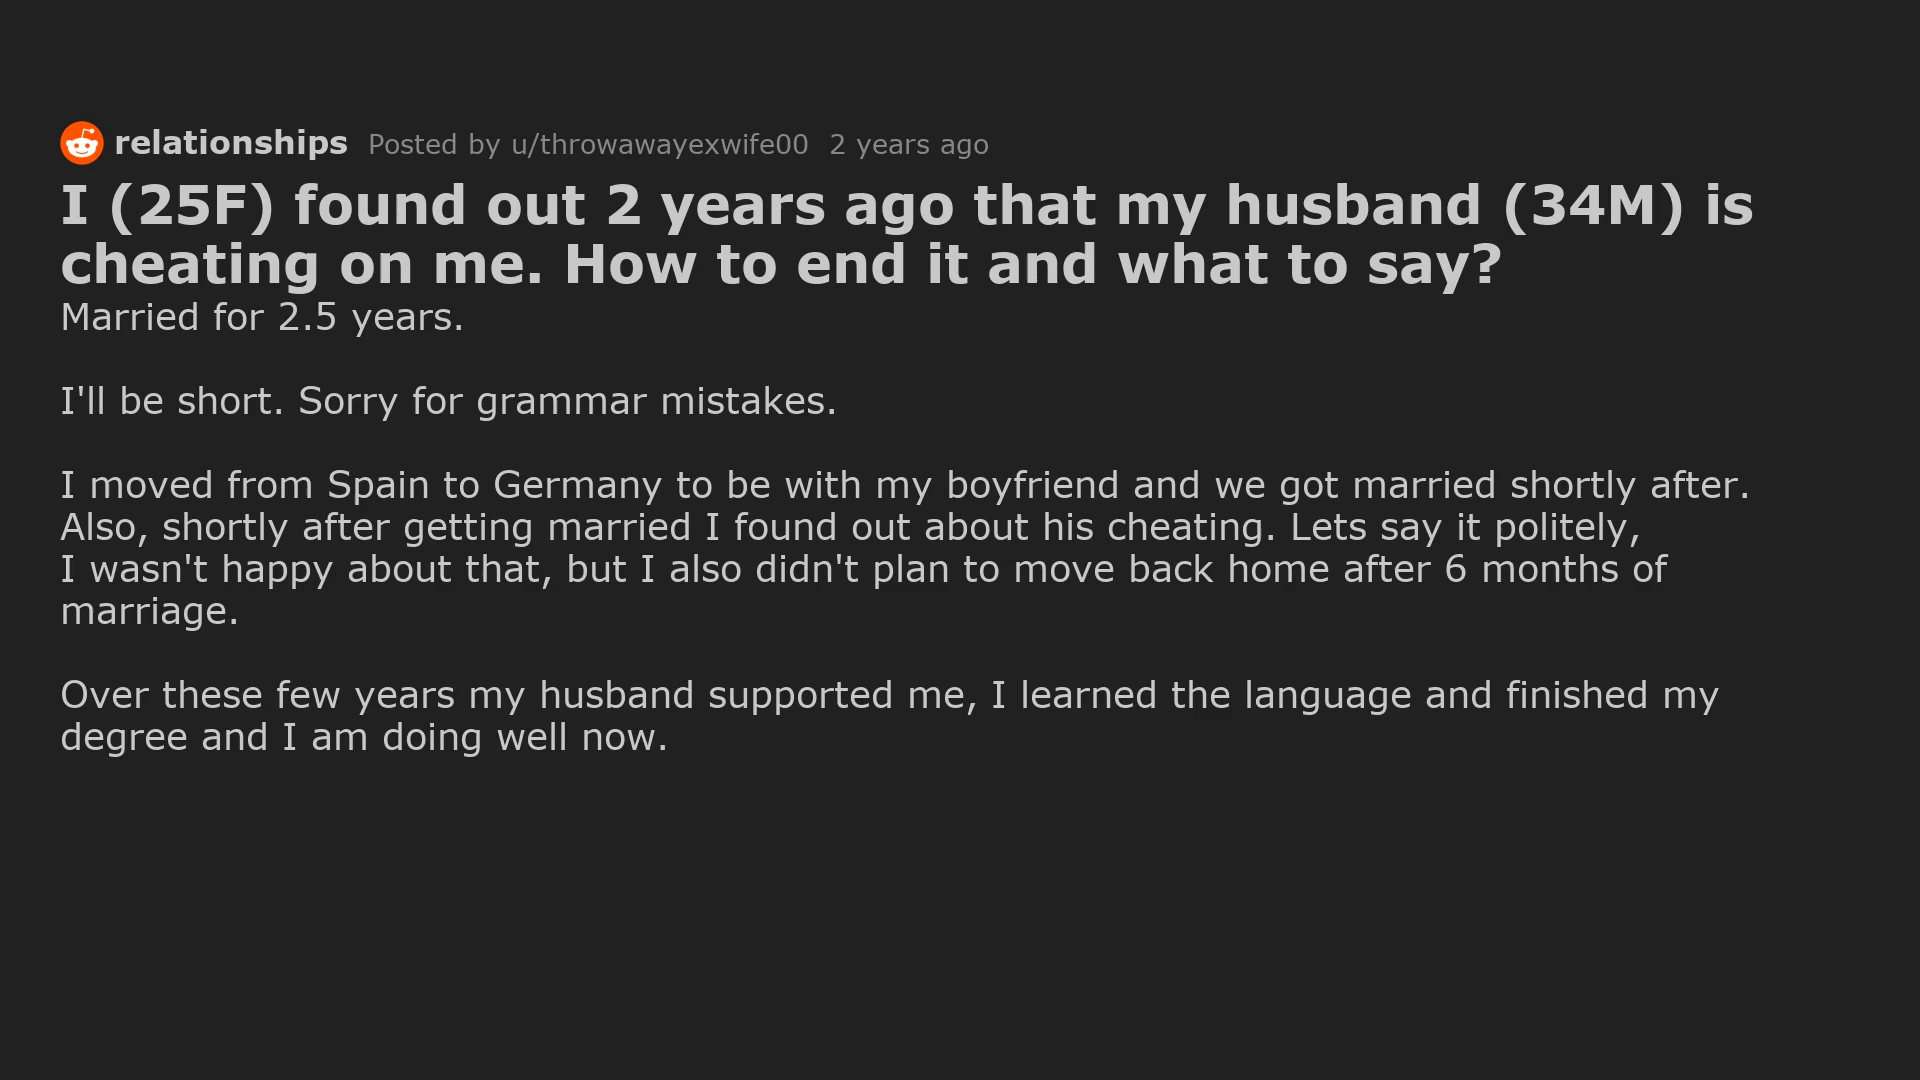 relationships Posted by u/throwawayexwife00 2 years ago
I (25F) found out 2 years ago that my husband (34M) is
cheating on me. How to end it and what to say?
Married for 2.5 years.
I'll be short. Sorry for grammar mistakes.
I moved from Spain to Germany to be with my boyfriend and we got married shortly after.
Also, shortly after getting married I found out about his cheating. Lets say it politely,
I wasn't happy about that, but I also didn't plan to move back home after 6 months of
marriage.
Over these few years my husband supported me, I learned the language and finished my
degree and I am doing well now.